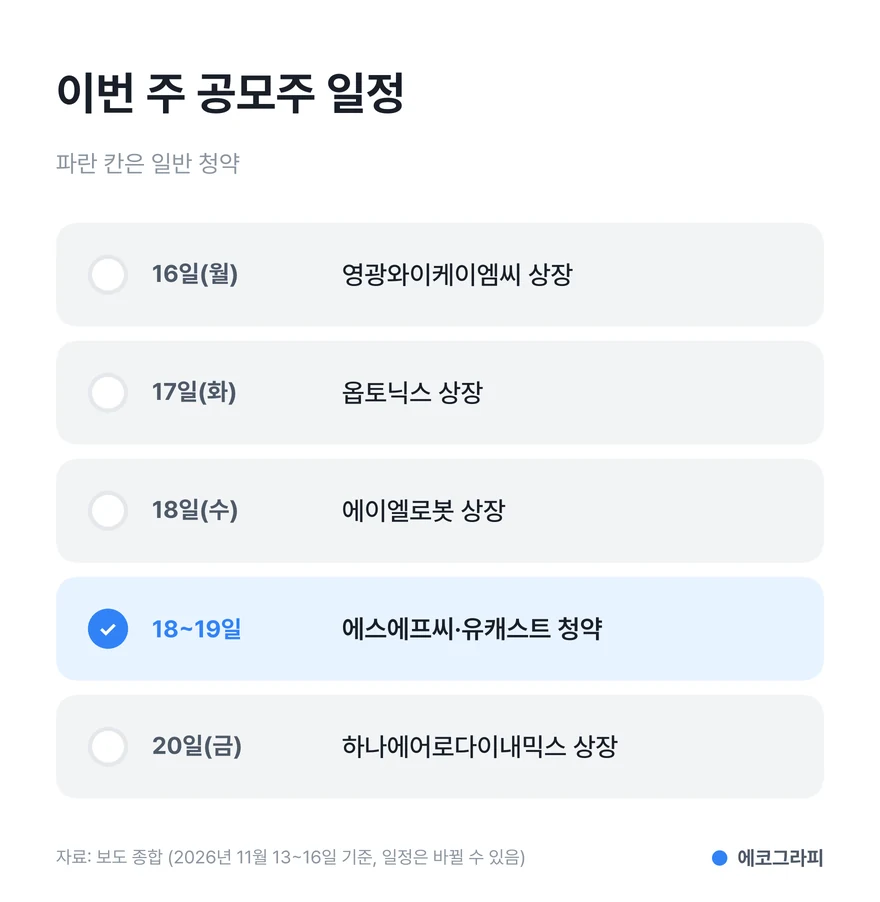 이번 주 공모주 일정
파란 칸은 일반 청약
16일(월) 영광와이케이엠씨 상장
17일(화) 옵토닉스 상장
18일(수) 에이엘로봇 상장
18~19일 에스에프씨·유캐스트 청약
20일(금) 하나에어로다이내믹스 상장
자료: 보도 종합 (2026년 11월 13~16일 기준, 일정은 바뀔 수 있음) 에코그라피